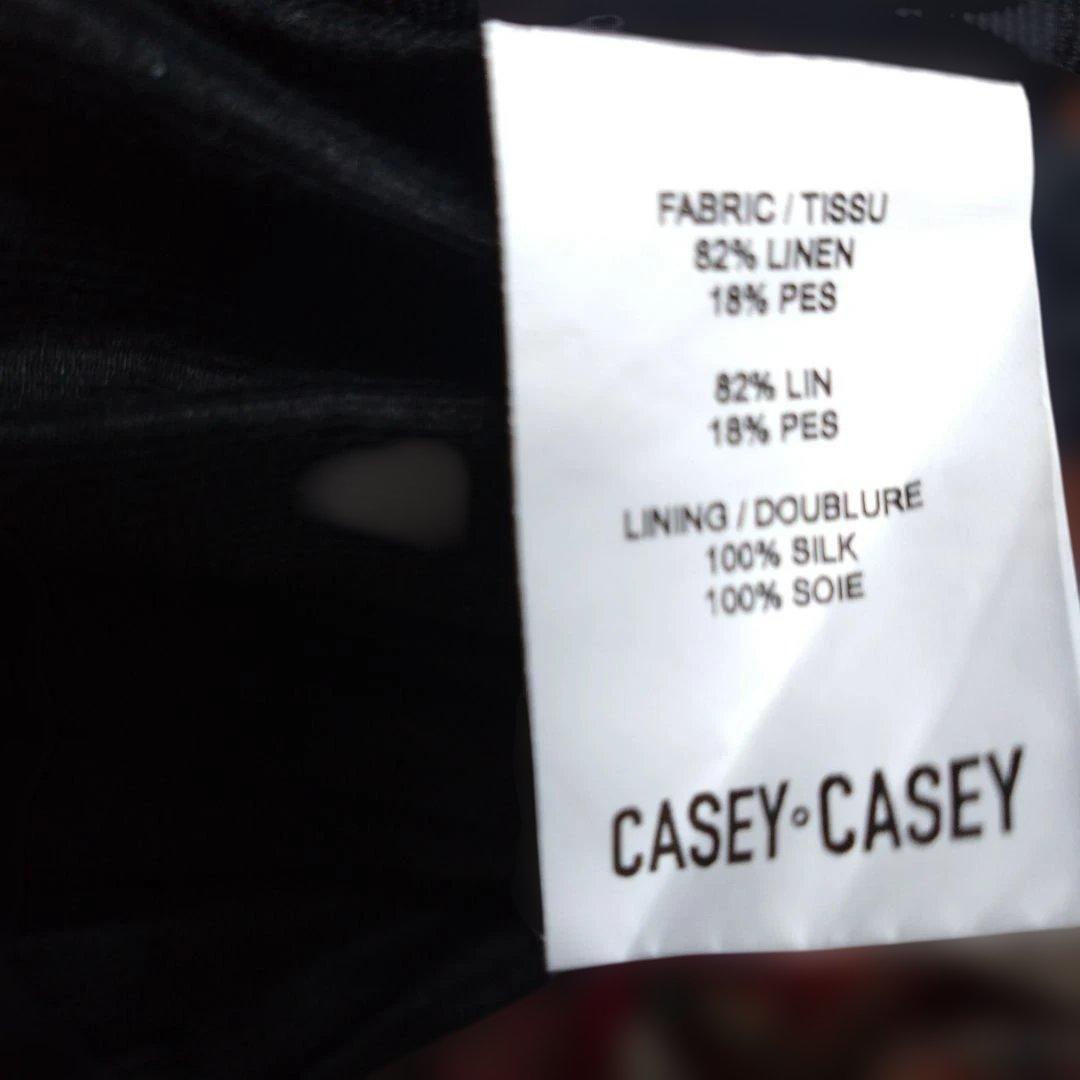 FABRIC / TISSU
82% LINEN
18% PES
82% LIN
18% PES
LINING / DOUBLURE
100% SILK
100% SOIE
CASEY°CASEY